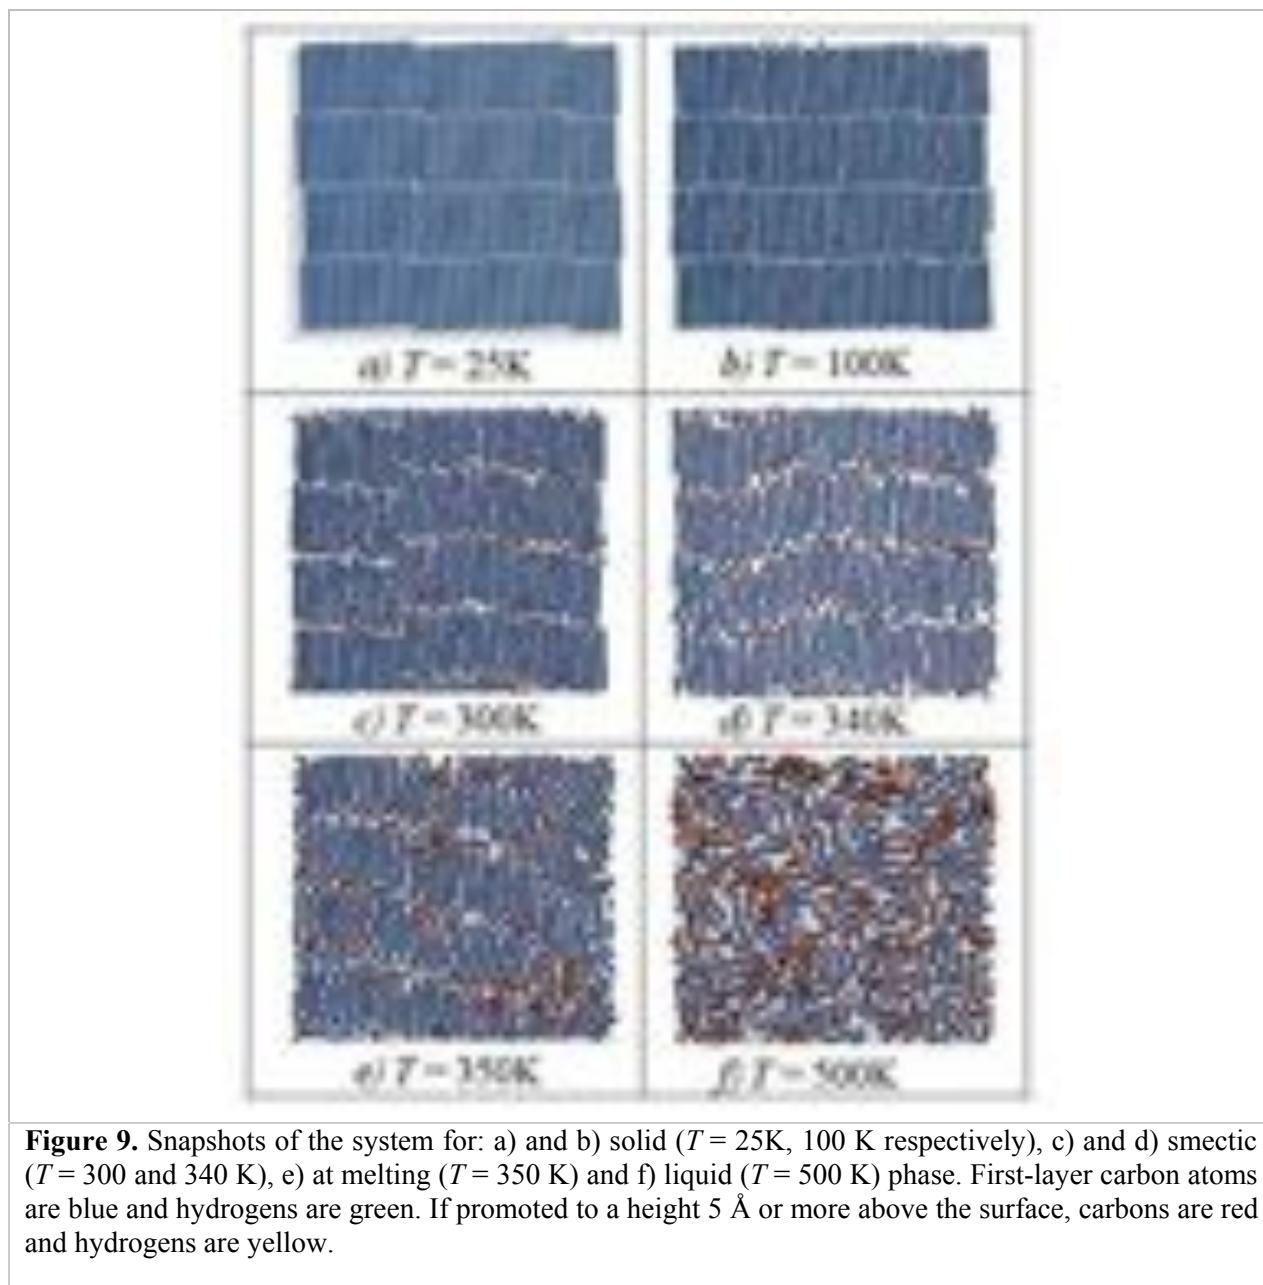 a) T = 25K
b) T = 100K
c) T = 300K
d) T = 340K
e) T = 350K
f) T = 500K
Figure 9. Snapshots of the system for: a) and b) solid (T = 25K, 100 K respectively), c) and d) smectic
(T = 300 and 340 K), e) at melting (T = 350 K) and f) liquid (T = 500 K) phase. First-layer carbon atoms
are blue and hydrogens are green. If promoted to a height 5 Å or more above the surface, carbons are red
and hydrogens are yellow.